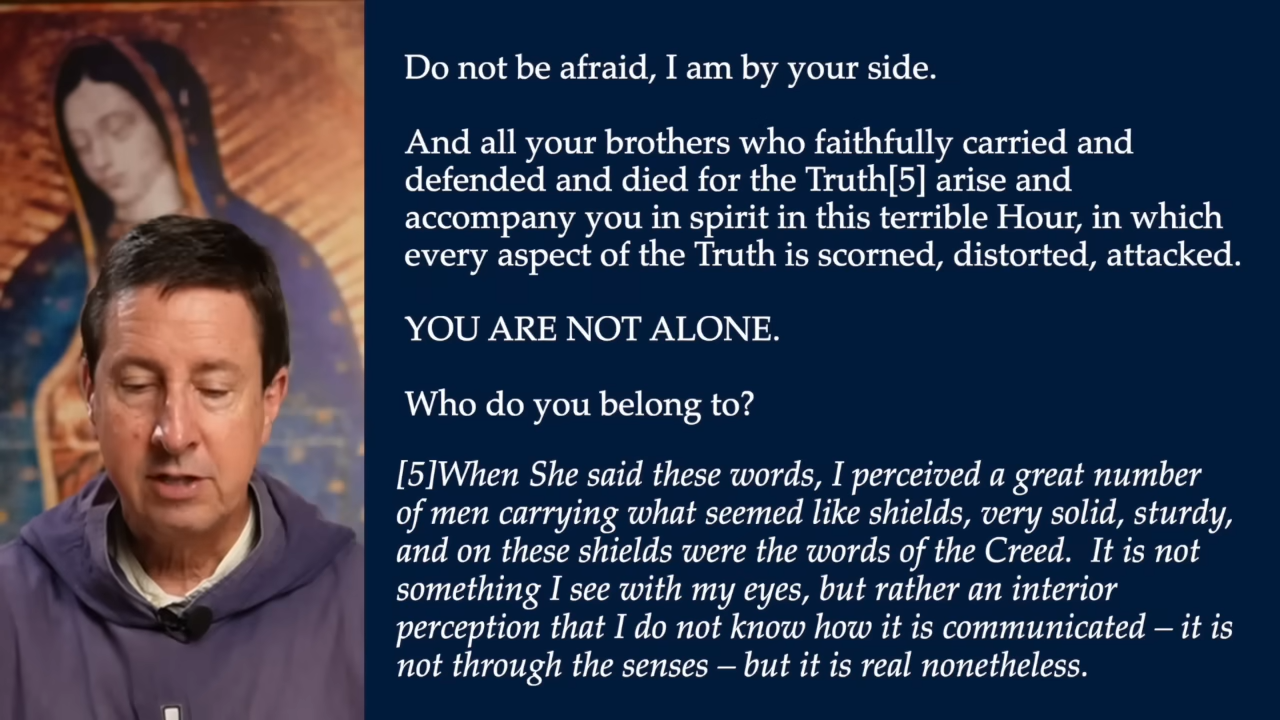 Do not be afraid, I am by your side.
And all your brothers who faithfully carried and
defended and died for the Truth[5] arise and
accompany you in spirit in this terrible Hour, in which
every aspect of the Truth is scorned, distorted, attacked.
YOU ARE NOT ALONE.
Who do you belong to?
[5]When She said these words, I perceived a great number
of men carrying what seemed like shields, very solid, sturdy,
and on these shields were the words of the Creed.  It is not
something I see with my eyes, but rather an interior
perception that I do not know how it is communicated – it is
not through the senses – but it is real nonetheless.